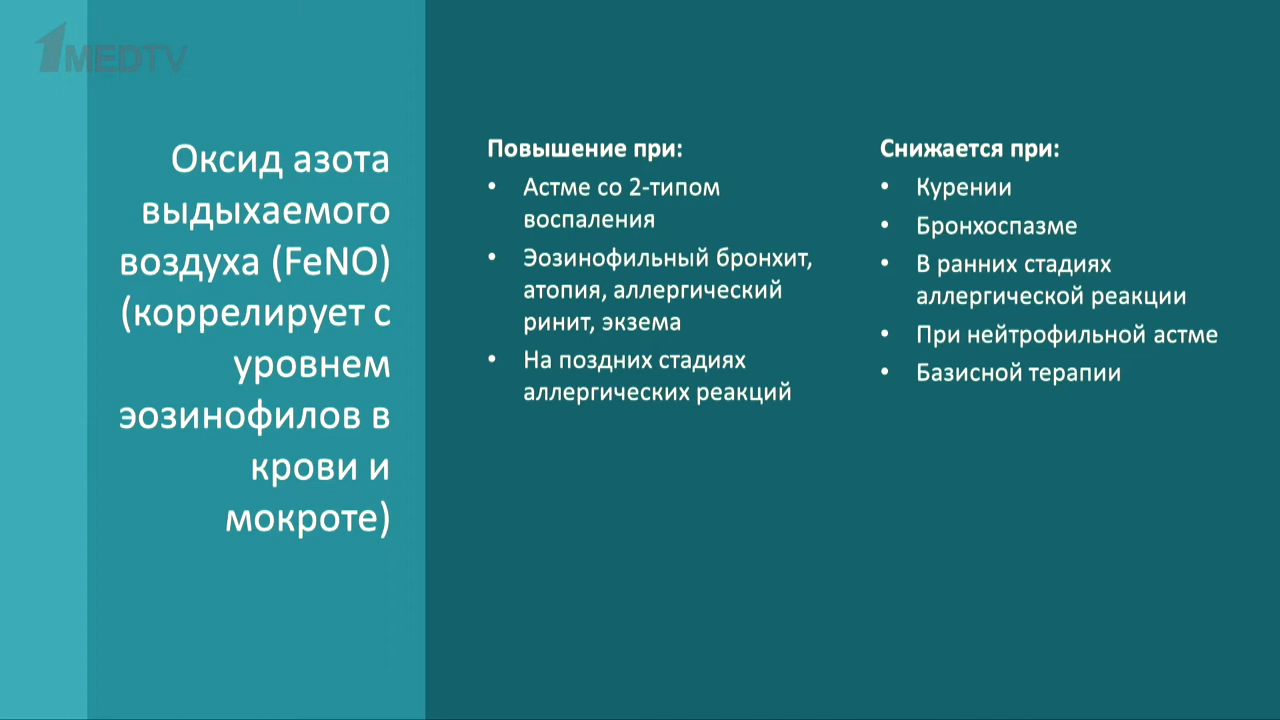 1MEDTV
Оксид азота
выдыхаемого
воздуха (FeNO)
(коррелирует с
уровнем
эозинофилов в
крови и
мокроте)
Повышение при:
• Астме со 2-типом
воспаления
• Эозинофильный бронхит,
атопия, аллергический
ринит, экзема
• На поздних стадиях
аллергических реакций
Снижается при:
• Курении
• Бронхоспазме
• В ранних стадиях
аллергической реакции
• При нейтрофильной астме
• Базисной терапии